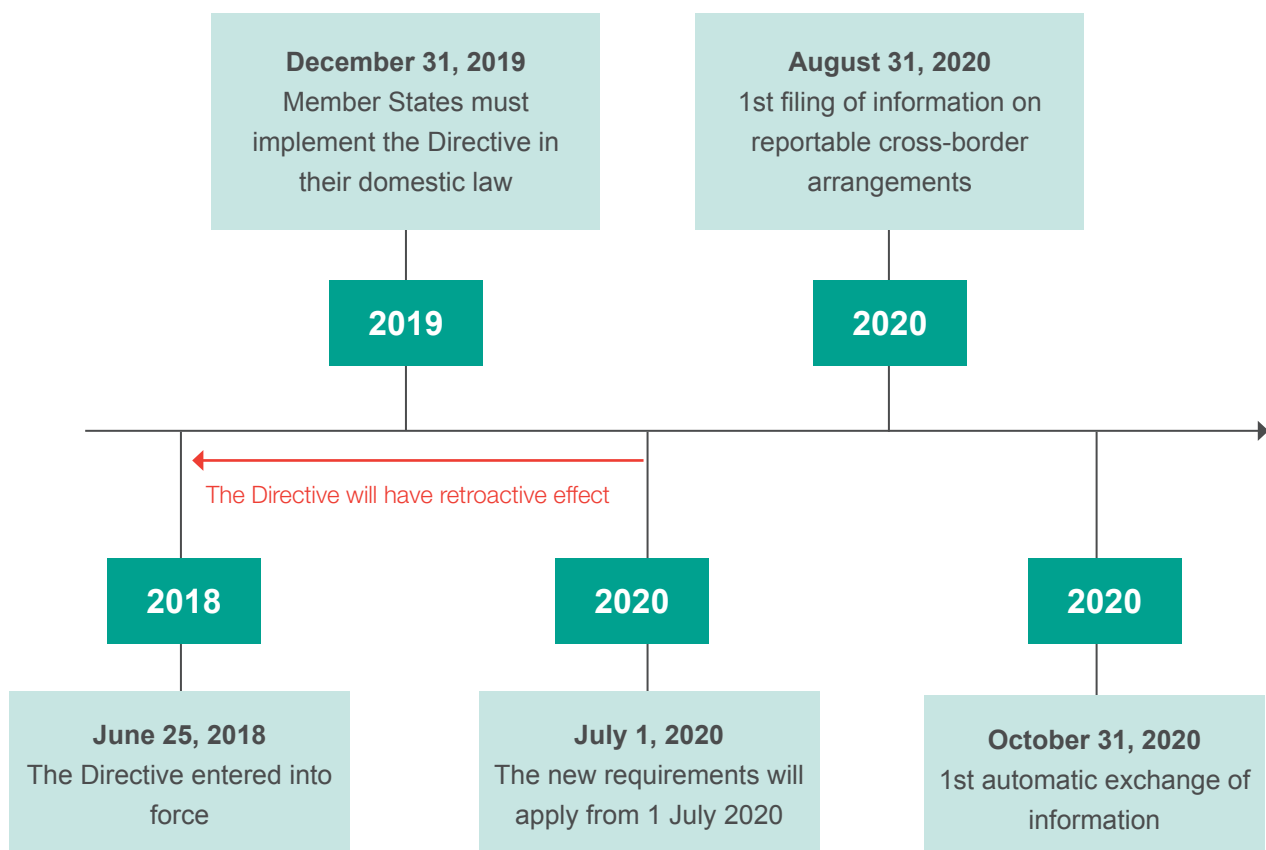 December 31, 2019
Member States must
implement the Directive in
their domestic law
August 31, 2020
1st filing of information on
reportable cross-border
arrangements
2019
2020
The Directive will have retroactive effect
2018
2020
2020
June 25, 2018
The Directive entered into
force
July 1, 2020
The new requirements will
apply from 1 July 2020
October 31, 2020
1st automatic exchange of
information